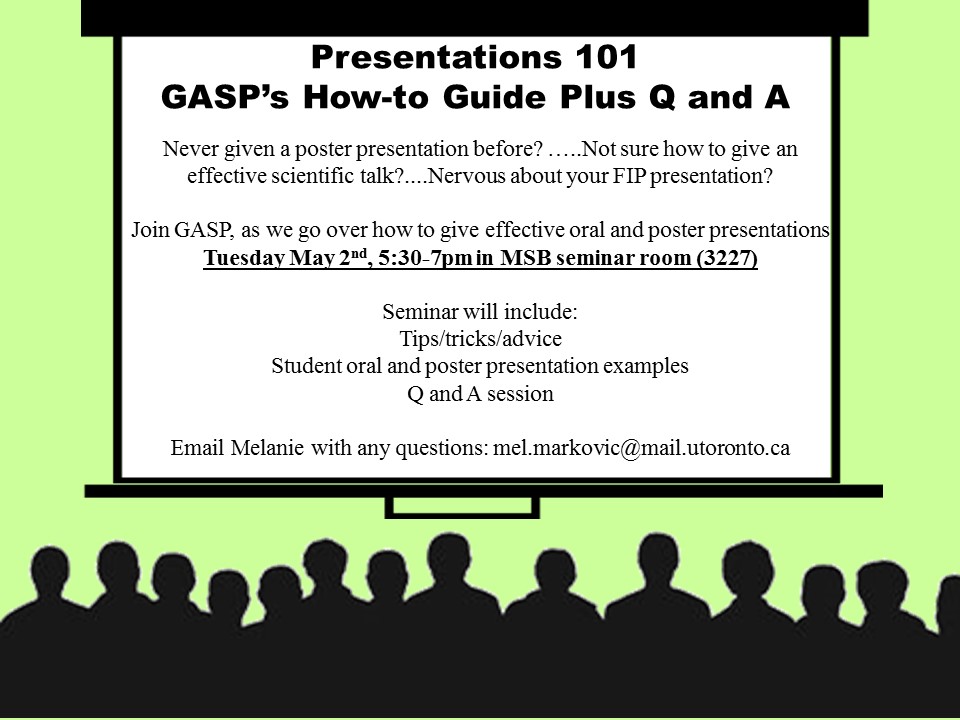 Presentations 101
GASP’s How-to Guide Plus Q and A
Never given a poster presentation before? …..Not sure how to give an
effective scientific talk?....Nervous about your FIP presentation?
Join GASP, as we go over how to give effective oral and poster presentations
Tuesday May 2nd, 5:30-7pm in MSB seminar room (3227)
Seminar will include:
Tips/tricks/advice
Student oral and poster presentation examples
Q and A session
Email Melanie with any questions: mel.markovic@mail.utoronto.ca